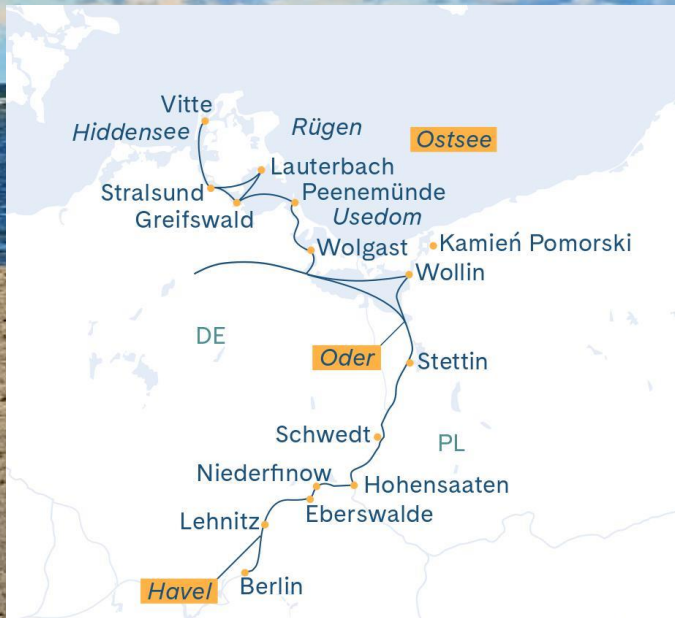 Vitte
Hiddensee
Rügen
Ostsee
Lauterbach
Stralsund
Peenemünde
Greifswald
Usedom
Wolgast
Kamień Pomorski
Wollin
DE
Oder
Stettin
Schwedt
PL
Niederfinow
Hohensaaten
Eberswalde
Lehnitz
Havel
Berlin